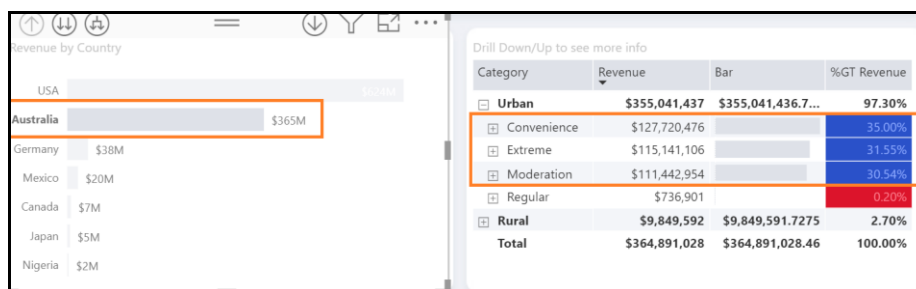 Revenue by Country
USA $624M
Australia $365M
Germany $38M
Mexico $20M
Canada $7M
Japan $5M
Nigeria $2M
Drill Down/Up to see more info
Category Revenue Bar %GT Revenue
Urban $355,041,437 $355,041,436.7... 97.30%
Convenience $127,720,476 35.00%
Extreme $115,141,106 31.55%
Moderation $111,442,954 30.54%
Regular $736,901 0.20%
Rural $9,849,592 $9,849,591.7275 2.70%
Total $364,891,028 $364,891,028.46 100.00%